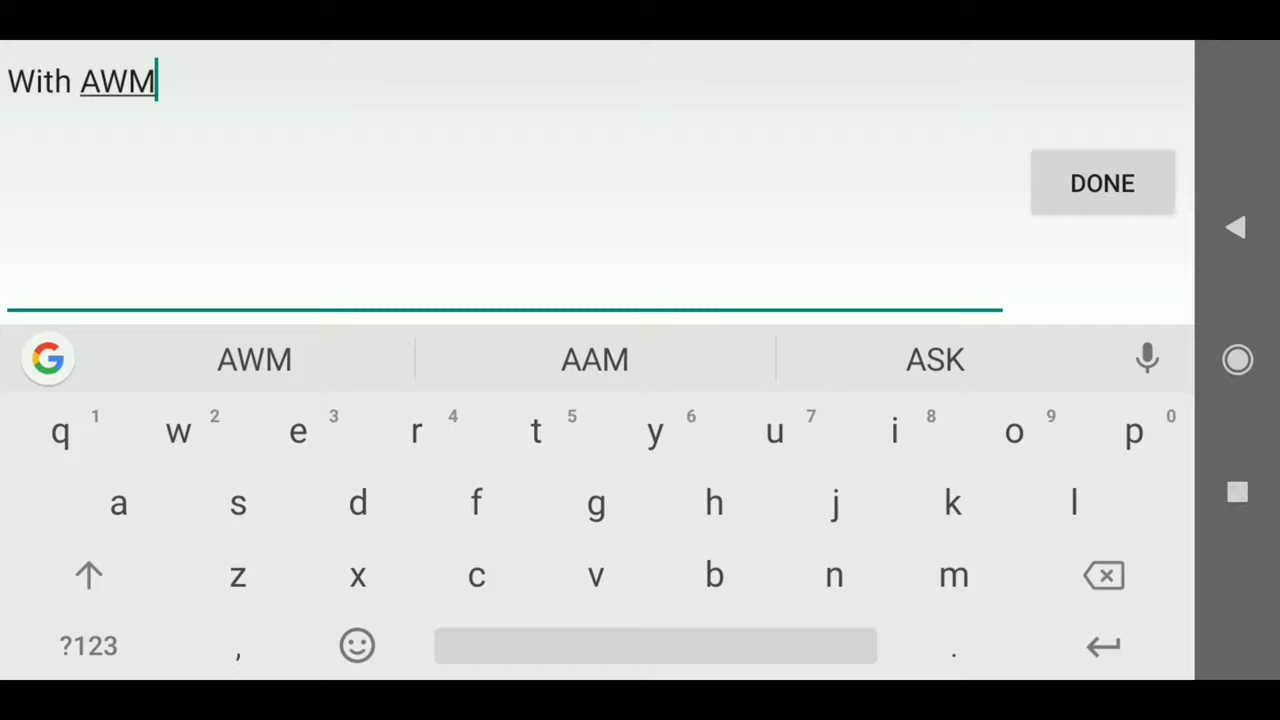 With AWM
DONE
AWM AAM ASK
q 1 w 2 e 3 r 4 t 5 y 6 u 7 i 8 o 9 p 0
a s d f g h j k l
z x c v b n m
?123 , .